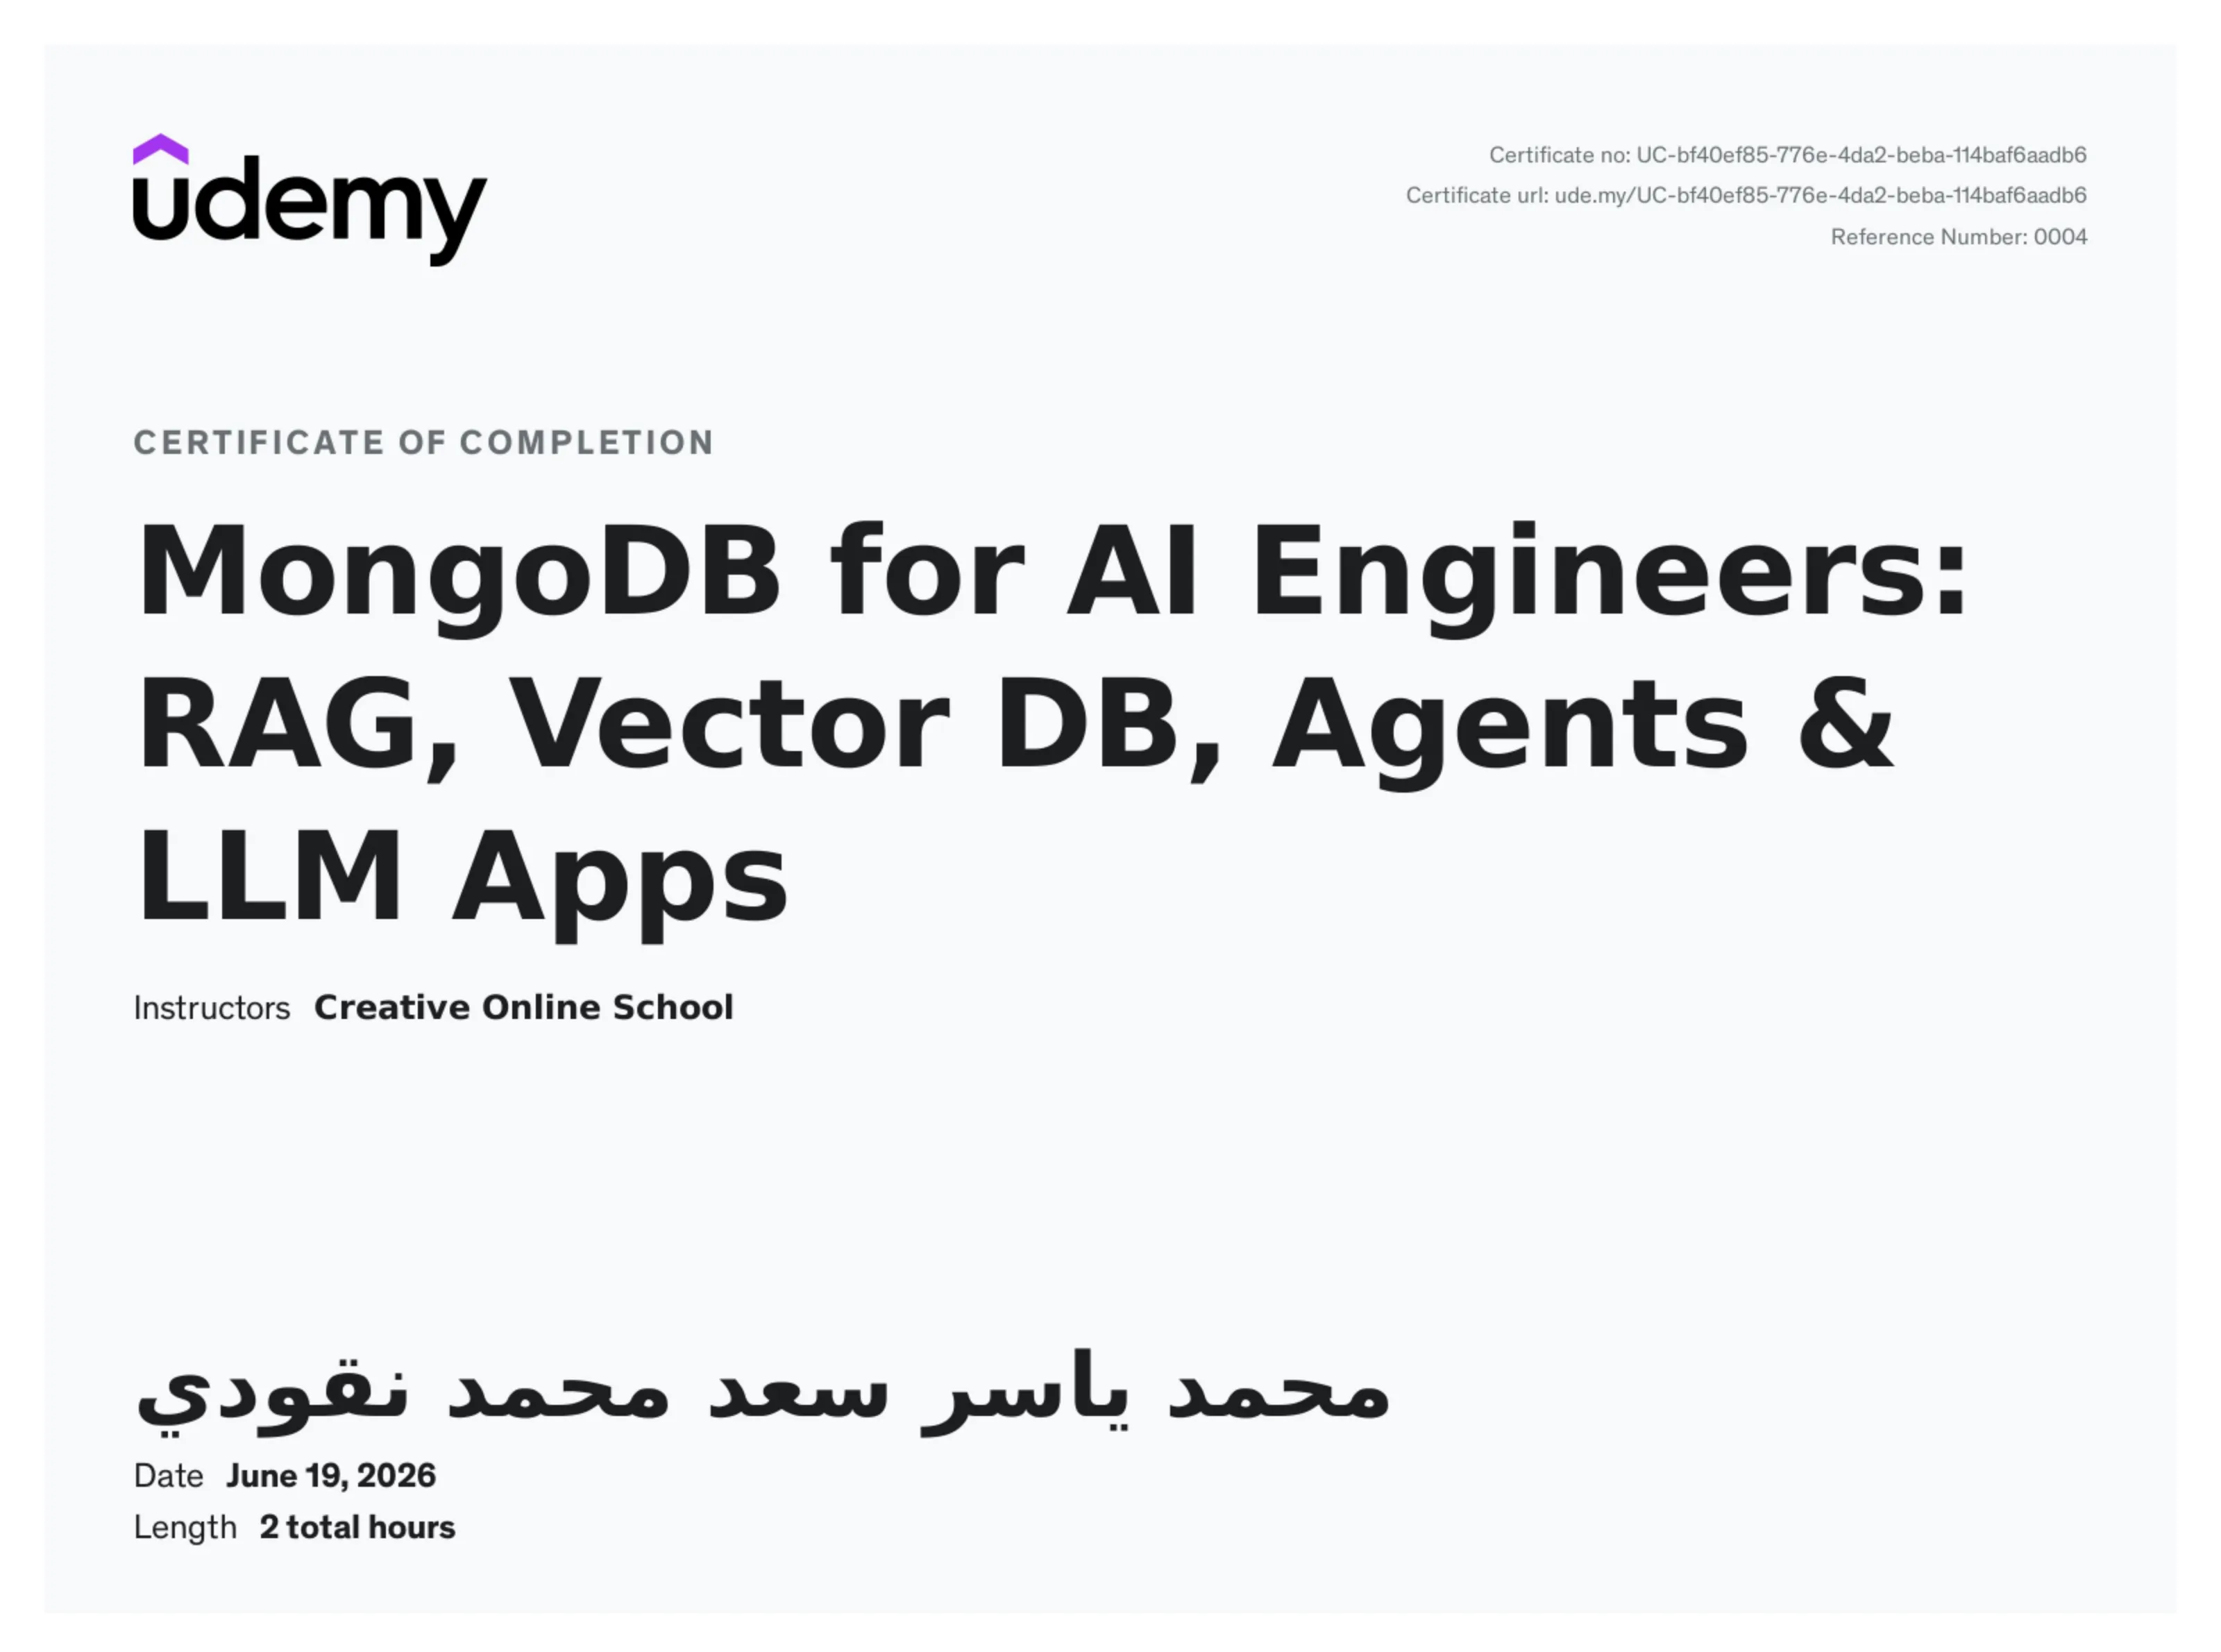 udemy
Certificate no: UC-bf40ef85-776e-4da2-beba-114baf6aadb6
Certificate url: ude.my/UC-bf40ef85-776e-4da2-beba-114baf6aadb6
Reference Number: 0004
CERTIFICATE OF COMPLETION
MongoDB for AI Engineers:
RAG, Vector DB, Agents &
LLM Apps
Instructors Creative Online School
محمد ياسر سعد محمد نقودي
Date June 19, 2026
Length 2 total hours